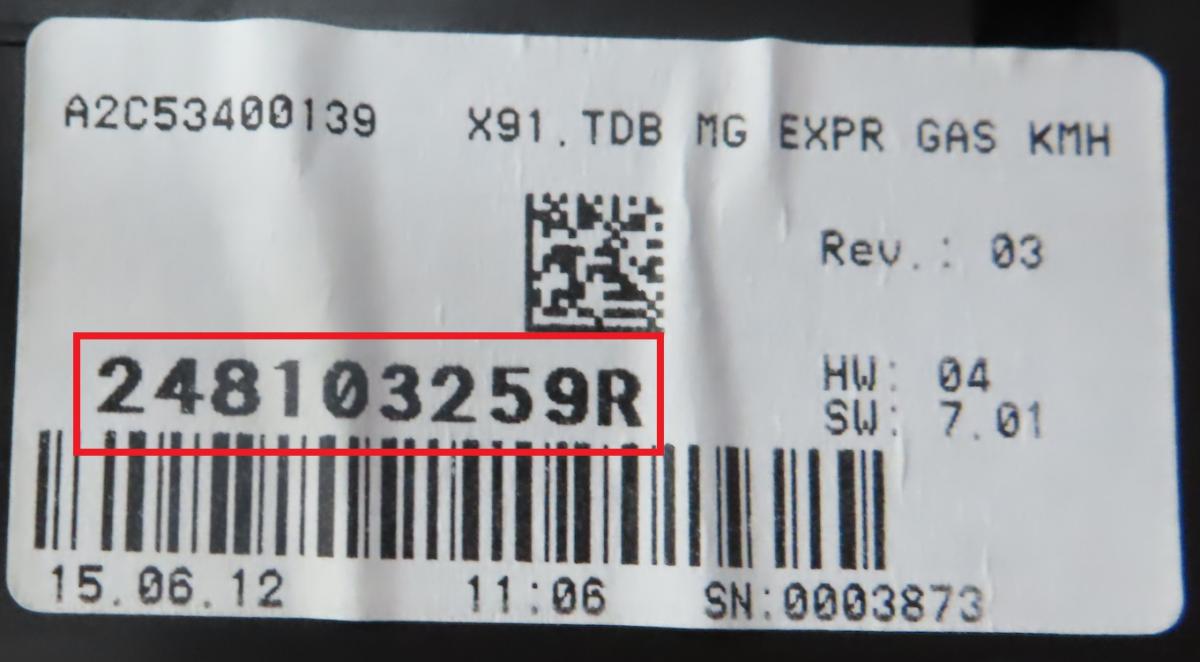 A2C53400139 X91.TDB MG EXPR GAS KMH
Rev.: 03
248103259R
HW: 04
SW: 7.01
15.06.12 11:06 SN:0003873